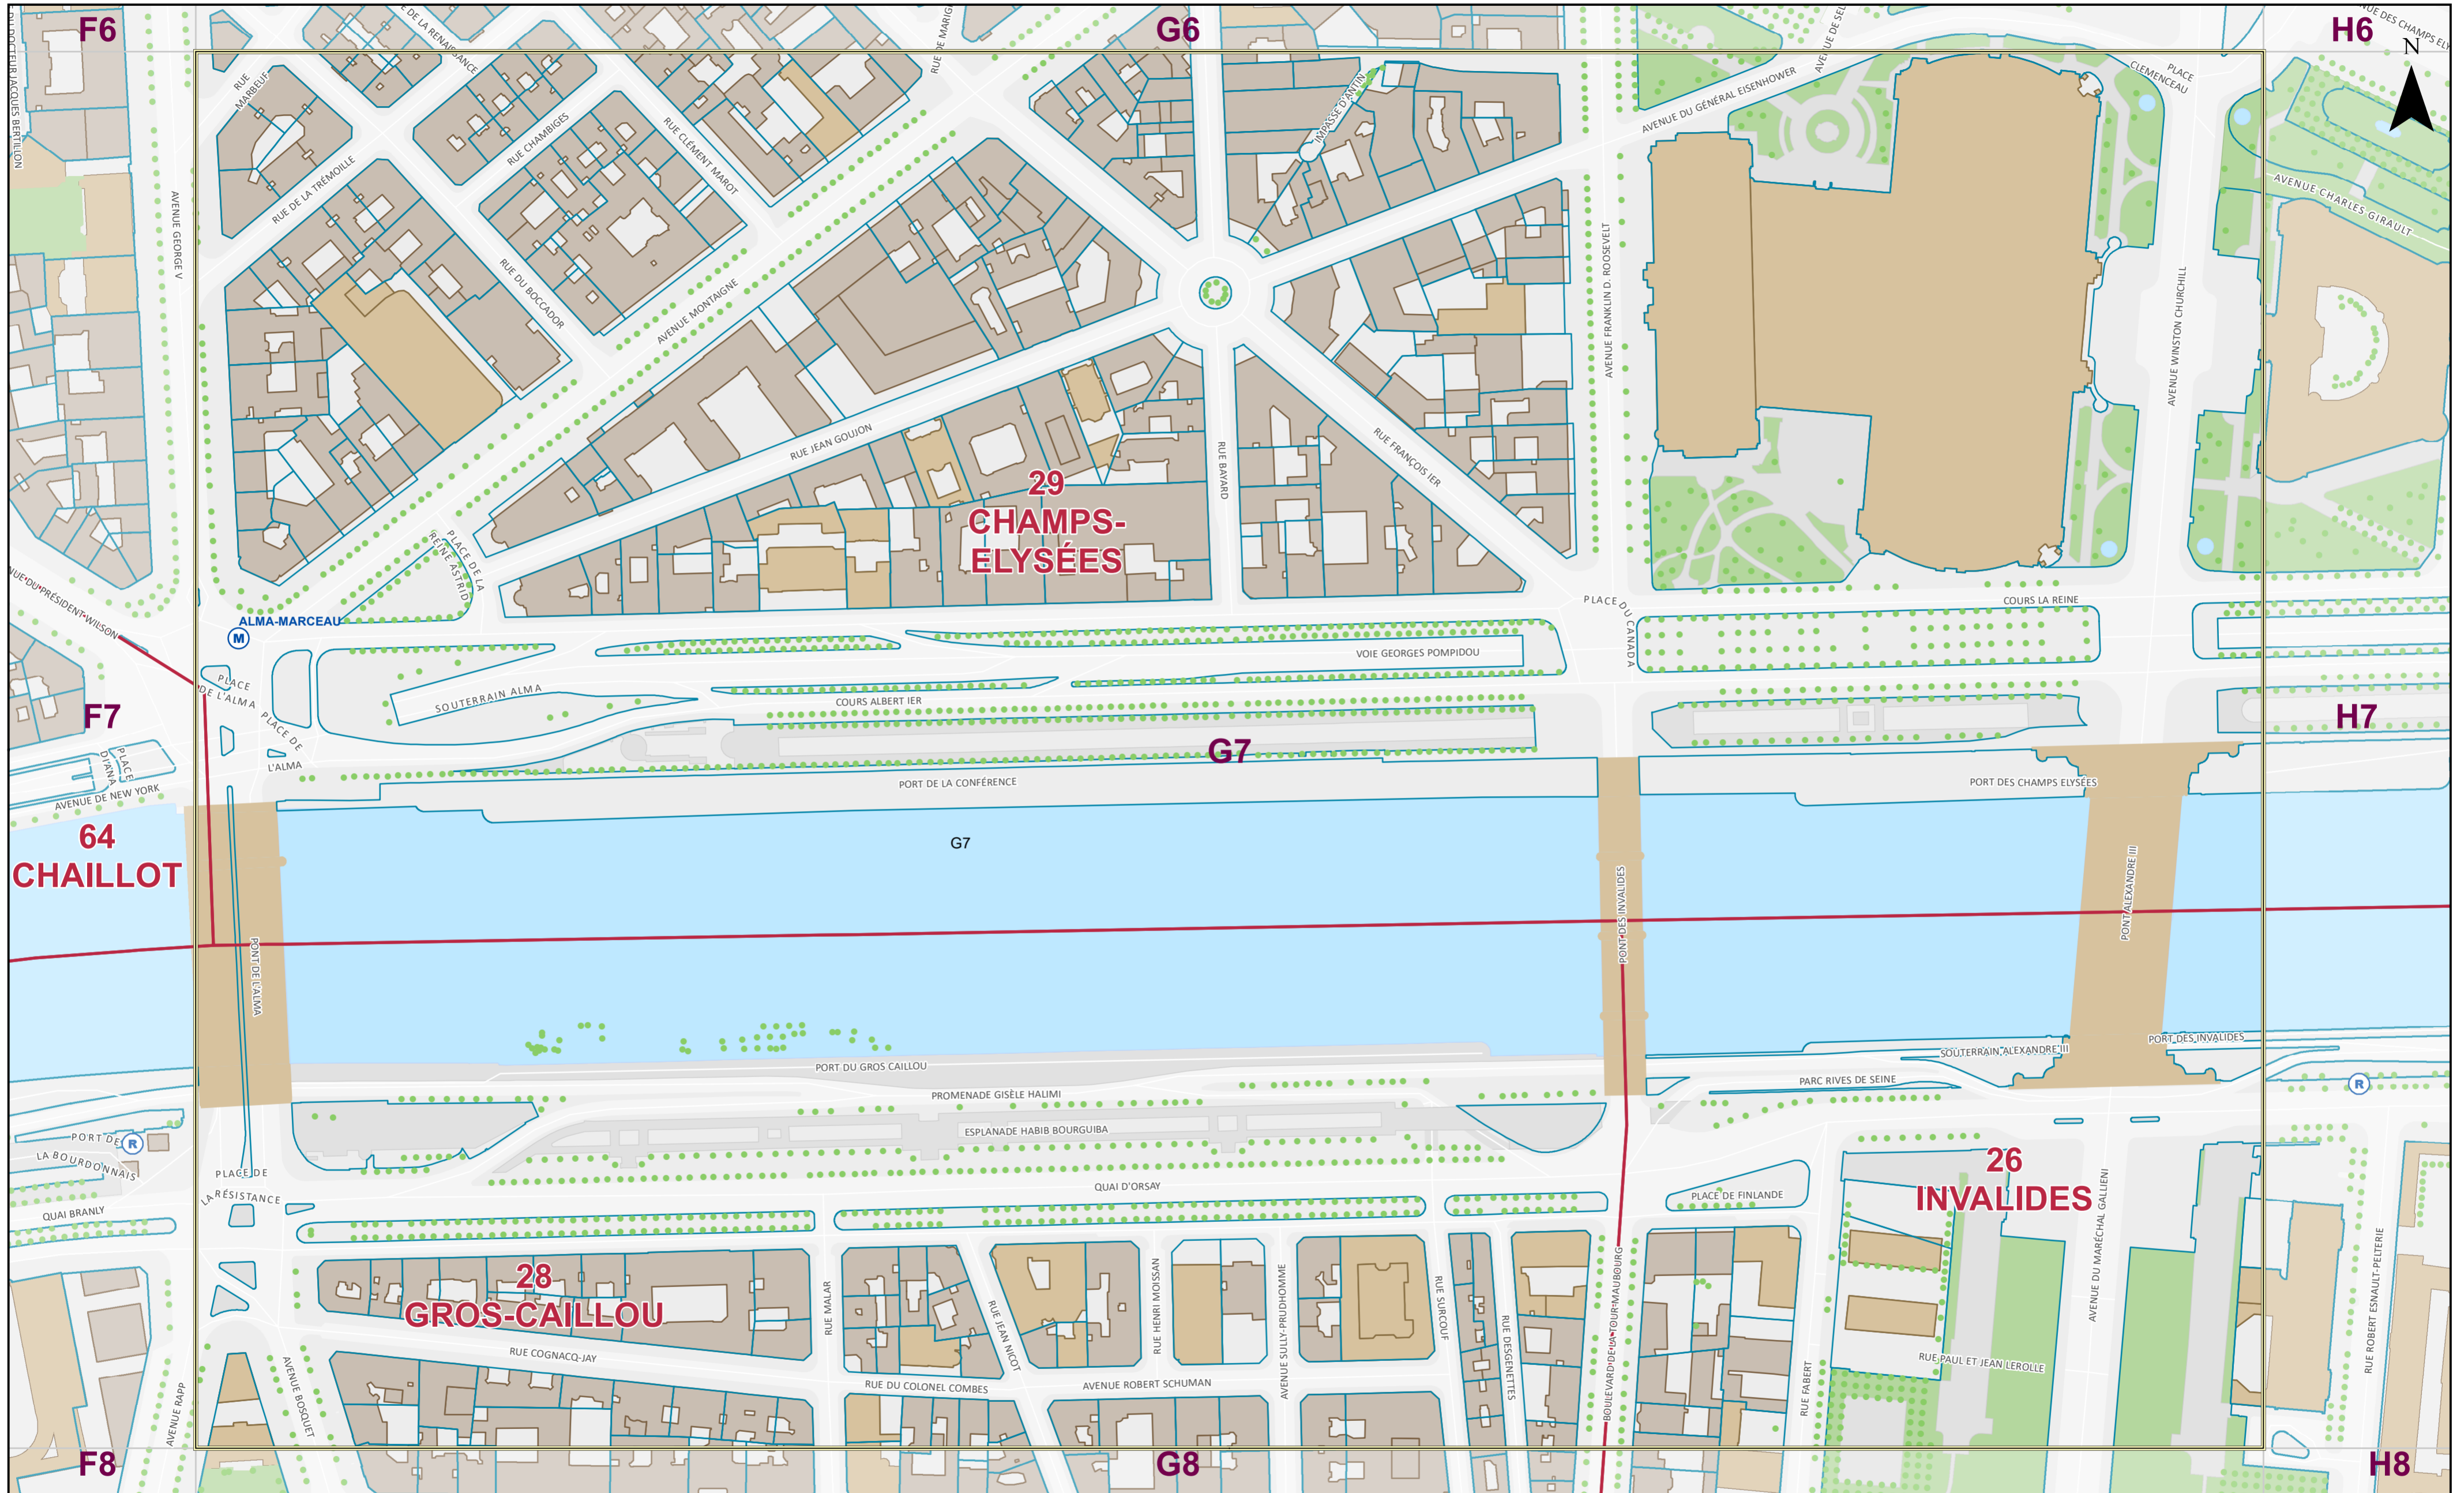 F6
G6
H6
N
RUE DE LA RENAISSANCE
RUE
MARBEUF
PLACE
CLEMENCEAU
AVENUE DU GÉNÉRAL EISENHOWER
IMPASSE D'ANTIN
RUE CHAMBIGES
RUE CLÉMENT MAROT
RUE DE LA TRÉMOILLE
AVENUE CHARLES GIRAULT
AVENUE GEORGE V
RUE DU BOCCADOR
AVENUE MONTAIGNE
AVENUE FRANKLIN D. ROOSEVELT
AVENUE WINSTON CHURCHILL
RUE JEAN GOUJON
RUE BAYARD
RUE FRANÇOIS IER
29
CHAMPS-
ELYSÉES
PLACE DE LA
REINE ASTRID
NUE DU PRÉSIDENT WILSON
ALMA-MARCEAU
M
PLACE DU CANADA
COURS LA REINE
VOIE GEORGES POMPIDOU
PLACE
DE L'ALMA
SOUTERRAIN ALMA
COURS ALBERT IER
F7
G7
H7
PLACE DE
L'ALMA
PLACE
DIANA
AVENUE DE NEW YORK
PORT DE LA CONFÉRENCE
PORT DES CHAMPS ELYSÉES
64
CHAILLOT
G7
PONT DE L'ALMA
PONT DES INVALIDES
PONT ALEXANDRE III
PORT DU GROS CAILLOU
SOUTERRAIN ALEXANDRE III
PORT DES INVALIDES
PROMENADE GISÈLE HALIMI
PARC RIVES DE SEINE
R
ESPLANADE HABIB BOURGUIBA
PORT DE
LA BOURDONNAIS
R
PLACE DE
LA RÉSISTANCE
QUAI D'ORSAY
PLACE DE FINLANDE
26
INVALIDES
QUAI BRANLY
28
GROS-CAILLOU
RUE MALAR
RUE JEAN NICOT
RUE HENRI MOISSAN
AVENUE SULLY-PRUDHOMME
RUE SURCOUF
RUE DESGENETTES
BOULEVARD DE LA TOUR-MAUBOURG
RUE FABERT
AVENUE DU MARÉCHAL GALLIENI
RUE ROBERT ESNAULT-PELTERIE
RUE COGNACQ-JAY
RUE PAUL ET JEAN LEROLLE
RUE DU COLONEL COMBES
AVENUE ROBERT SCHUMAN
AVENUE RAPP
AVENUE BOSQUET
F8
G8
H8